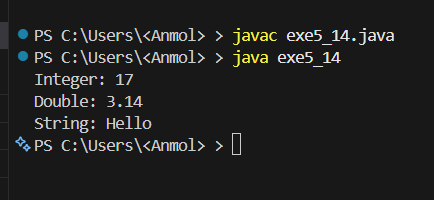 PS C:\Users\<Anmol> > javac exe5_14.java
PS C:\Users\<Anmol> > java exe5_14
Integer: 17
Double: 3.14
String: Hello
PS C:\Users\<Anmol> >